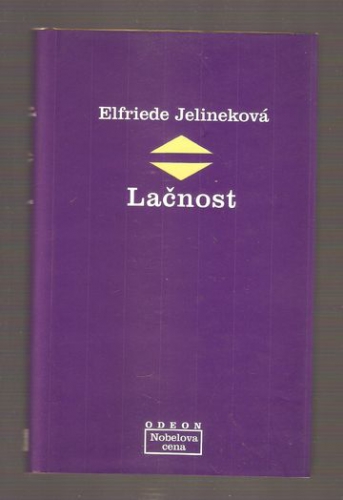 Elfriede Jelineková
Lačnost
ODEON
Nobelova
cena